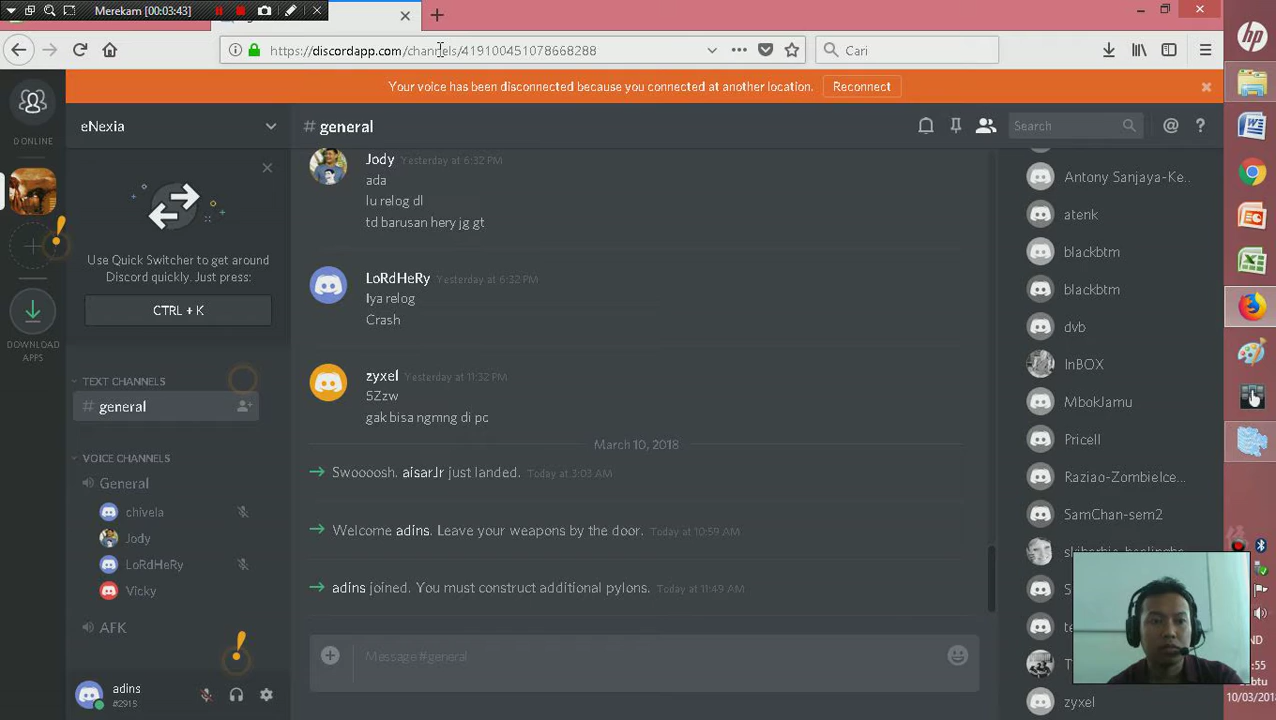 Merekam [00:03:43]
https://discordapp.com/channels/419100451078668288
Cari
Your voice has been disconnected because you connected at another location.
Reconnect
0 ONLINE
DOWNLOAD
APPS
eNexia
Use Quick Switcher to get around
Discord quickly. Just press:
CTRL + K
TEXT CHANNELS
# general
VOICE CHANNELS
General
chivela
Jody
LoRdHeRy
Vicky
AFK
adins
#2915
# general
Search
Jody Yesterday at 6:32 PM
ada
lu relog dl
td barusan hery jg gt
LoRdHeRy Yesterday at 6:32 PM
Iya relog
Crash
zyxel Yesterday at 11:32 PM
5Zzw
gak bisa ngmng di pc
March 10, 2018
Swoooosh. aisarJr just landed. Today at 3:03 AM
Welcome adins. Leave your weapons by the door. Today at 10:59 AM
adins joined. You must construct additional pylons. Today at 11:49 AM
Message #general
Antony Sanjaya-Ke..
atenk
blackbtm
blackbtm
dvb
InBOX
MbokJamu
Pricell
Raziao-ZombieIce...
SamChan-sem2
zyxel
hp
10/03/2018